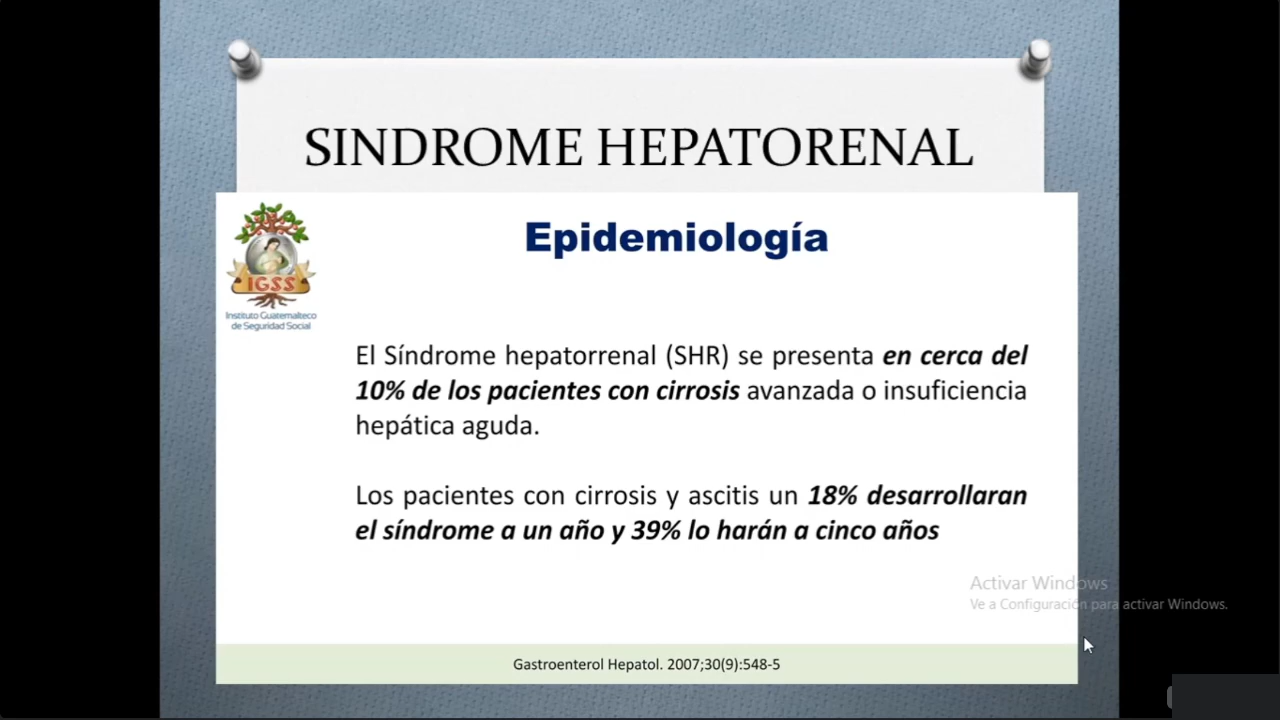 SINDROME HEPATORENAL
Epidemiología
IGSS
Instituto Guatemalteco
de Seguridad Social
El Síndrome hepatorrenal (SHR) se presenta en cerca del
10% de los pacientes con cirrosis avanzada o insuficiencia
hepática aguda.
Los pacientes con cirrosis y ascitis un 18% desarrollaran
el síndrome a un año y 39% lo harán a cinco años
Activar Windows
Ve a Configuración para activar Windows.
Gastroenterol Hepatol. 2007;30(9):548-5